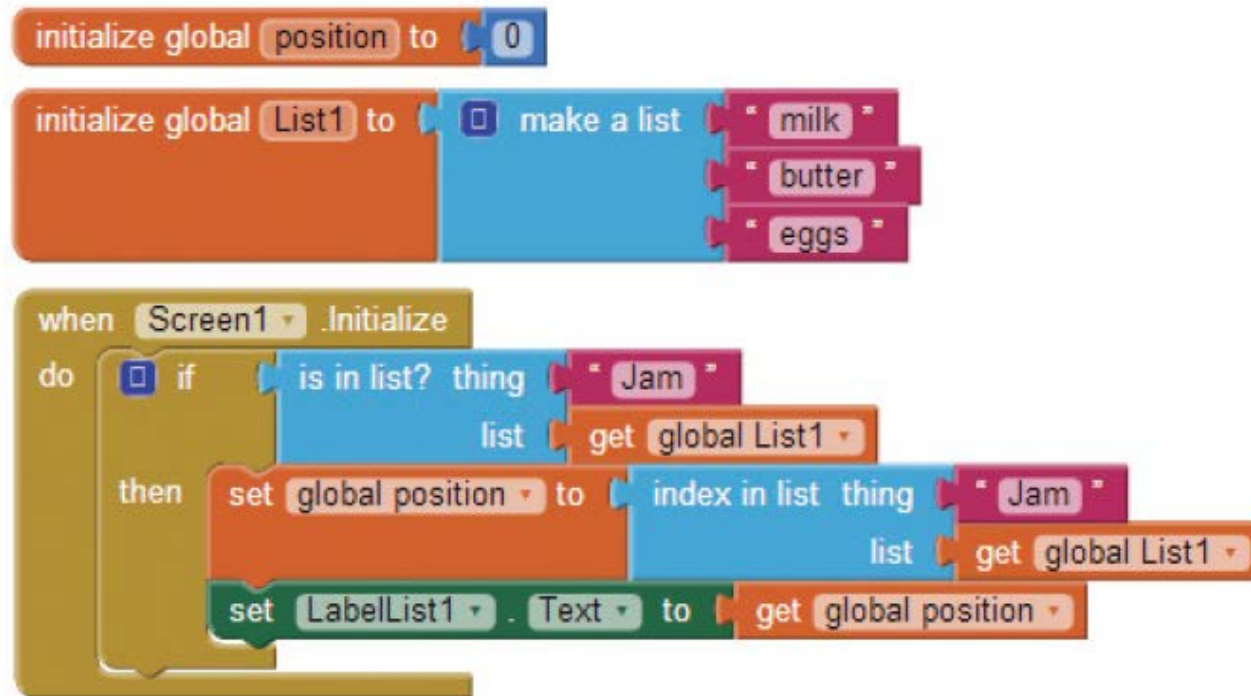 initialize global position to 0
initialize global List1 to make a list " milk "
" butter "
" eggs "
when Screen1 .Initialize
do if is in list? thing " Jam "
list get global List1
then set global position to index in list thing " Jam "
list get global List1
set LabelList1 . Text to get global position